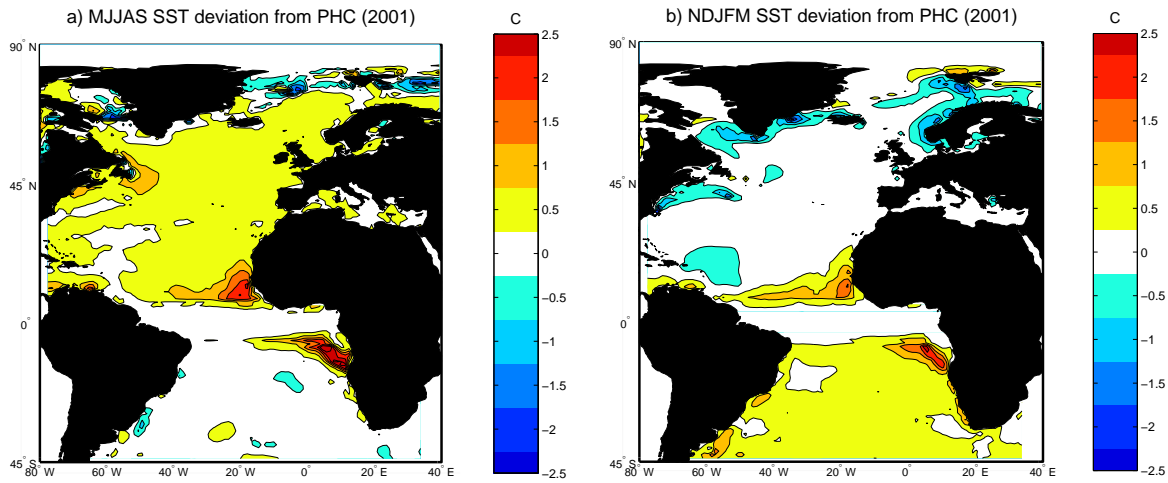 a) MJJAS SST deviation from PHC (2001)
C
90° N
45° N
0°
45° S
80° W
60° W
40° W
20° W
0°
20° E
40° E
2.5
2
1.5
1
0.5
0
−0.5
−1
−1.5
−2
−2.5
b) NDJFM SST deviation from PHC (2001)
C
90° N
45° N
0°
45° S
80° W
60° W
40° W
20° W
0°
20° E
40° E
2.5
2
1.5
1
0.5
0
−0.5
−1
−1.5
−2
−2.5